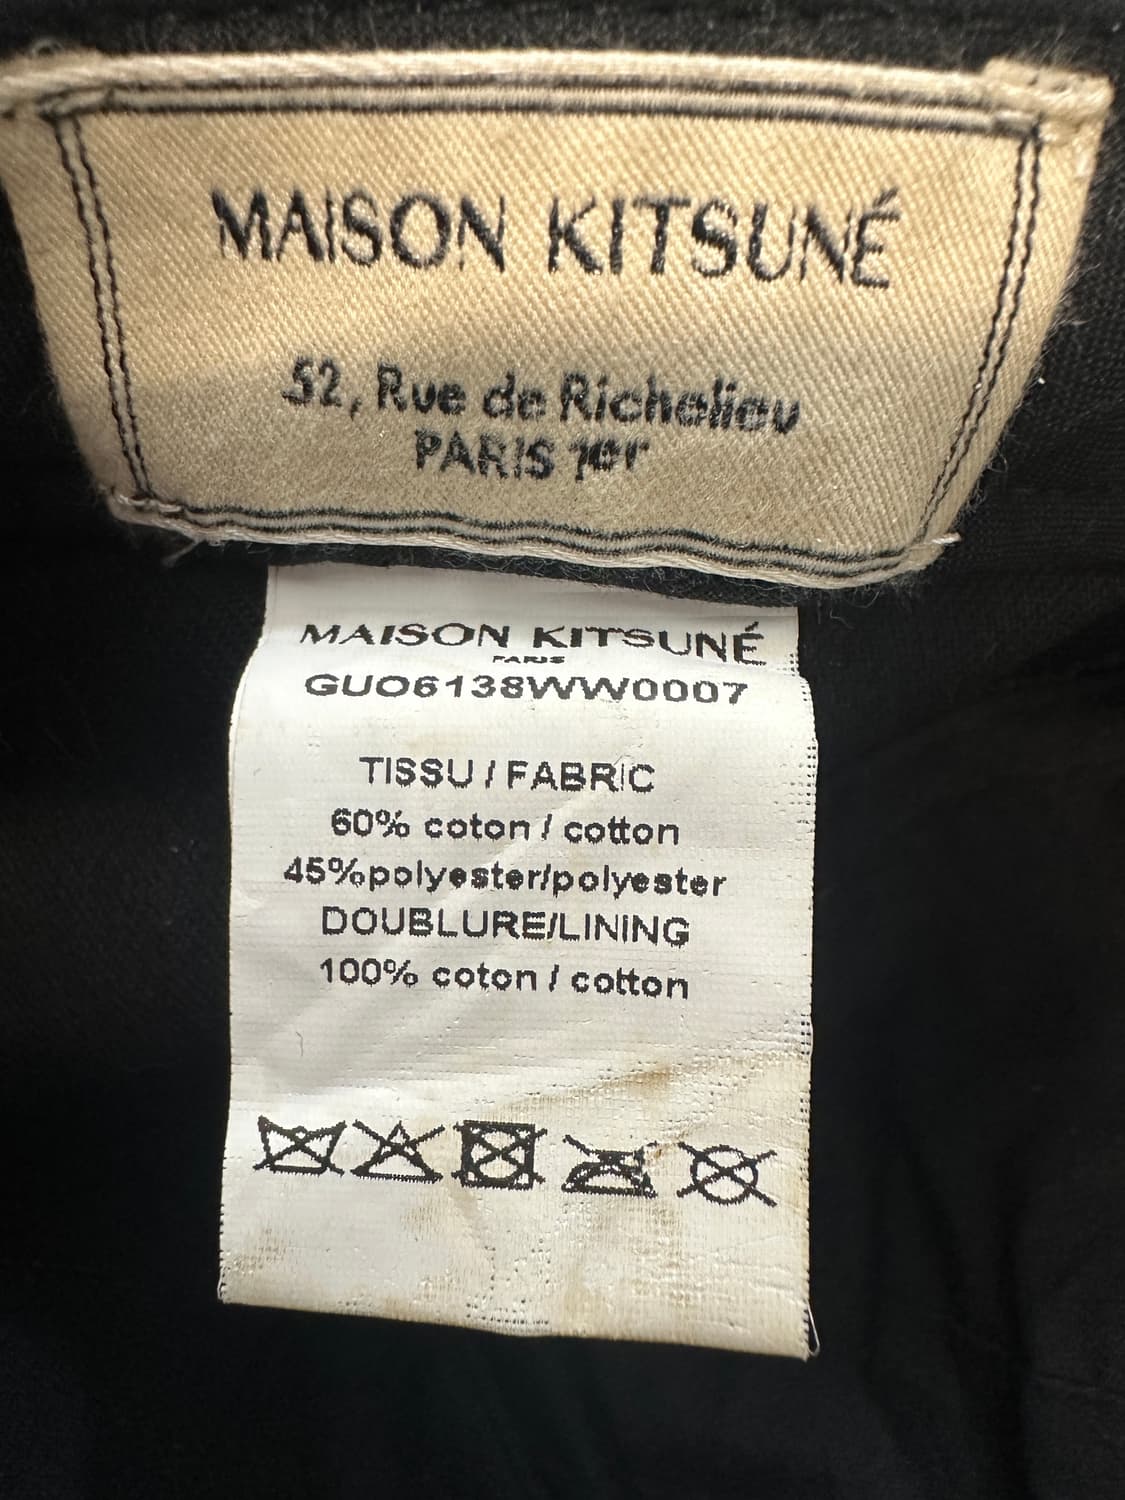 MAISON KITSUNÉ
52, Rue de Richelieu
PARIS 1er
MAISON KITSUNÉ
PARIS
GUO6138WW0007
TISSU / FABRIC
60% coton / cotton
45%polyester/polyester
DOUBLURE/LINING
100% coton / cotton